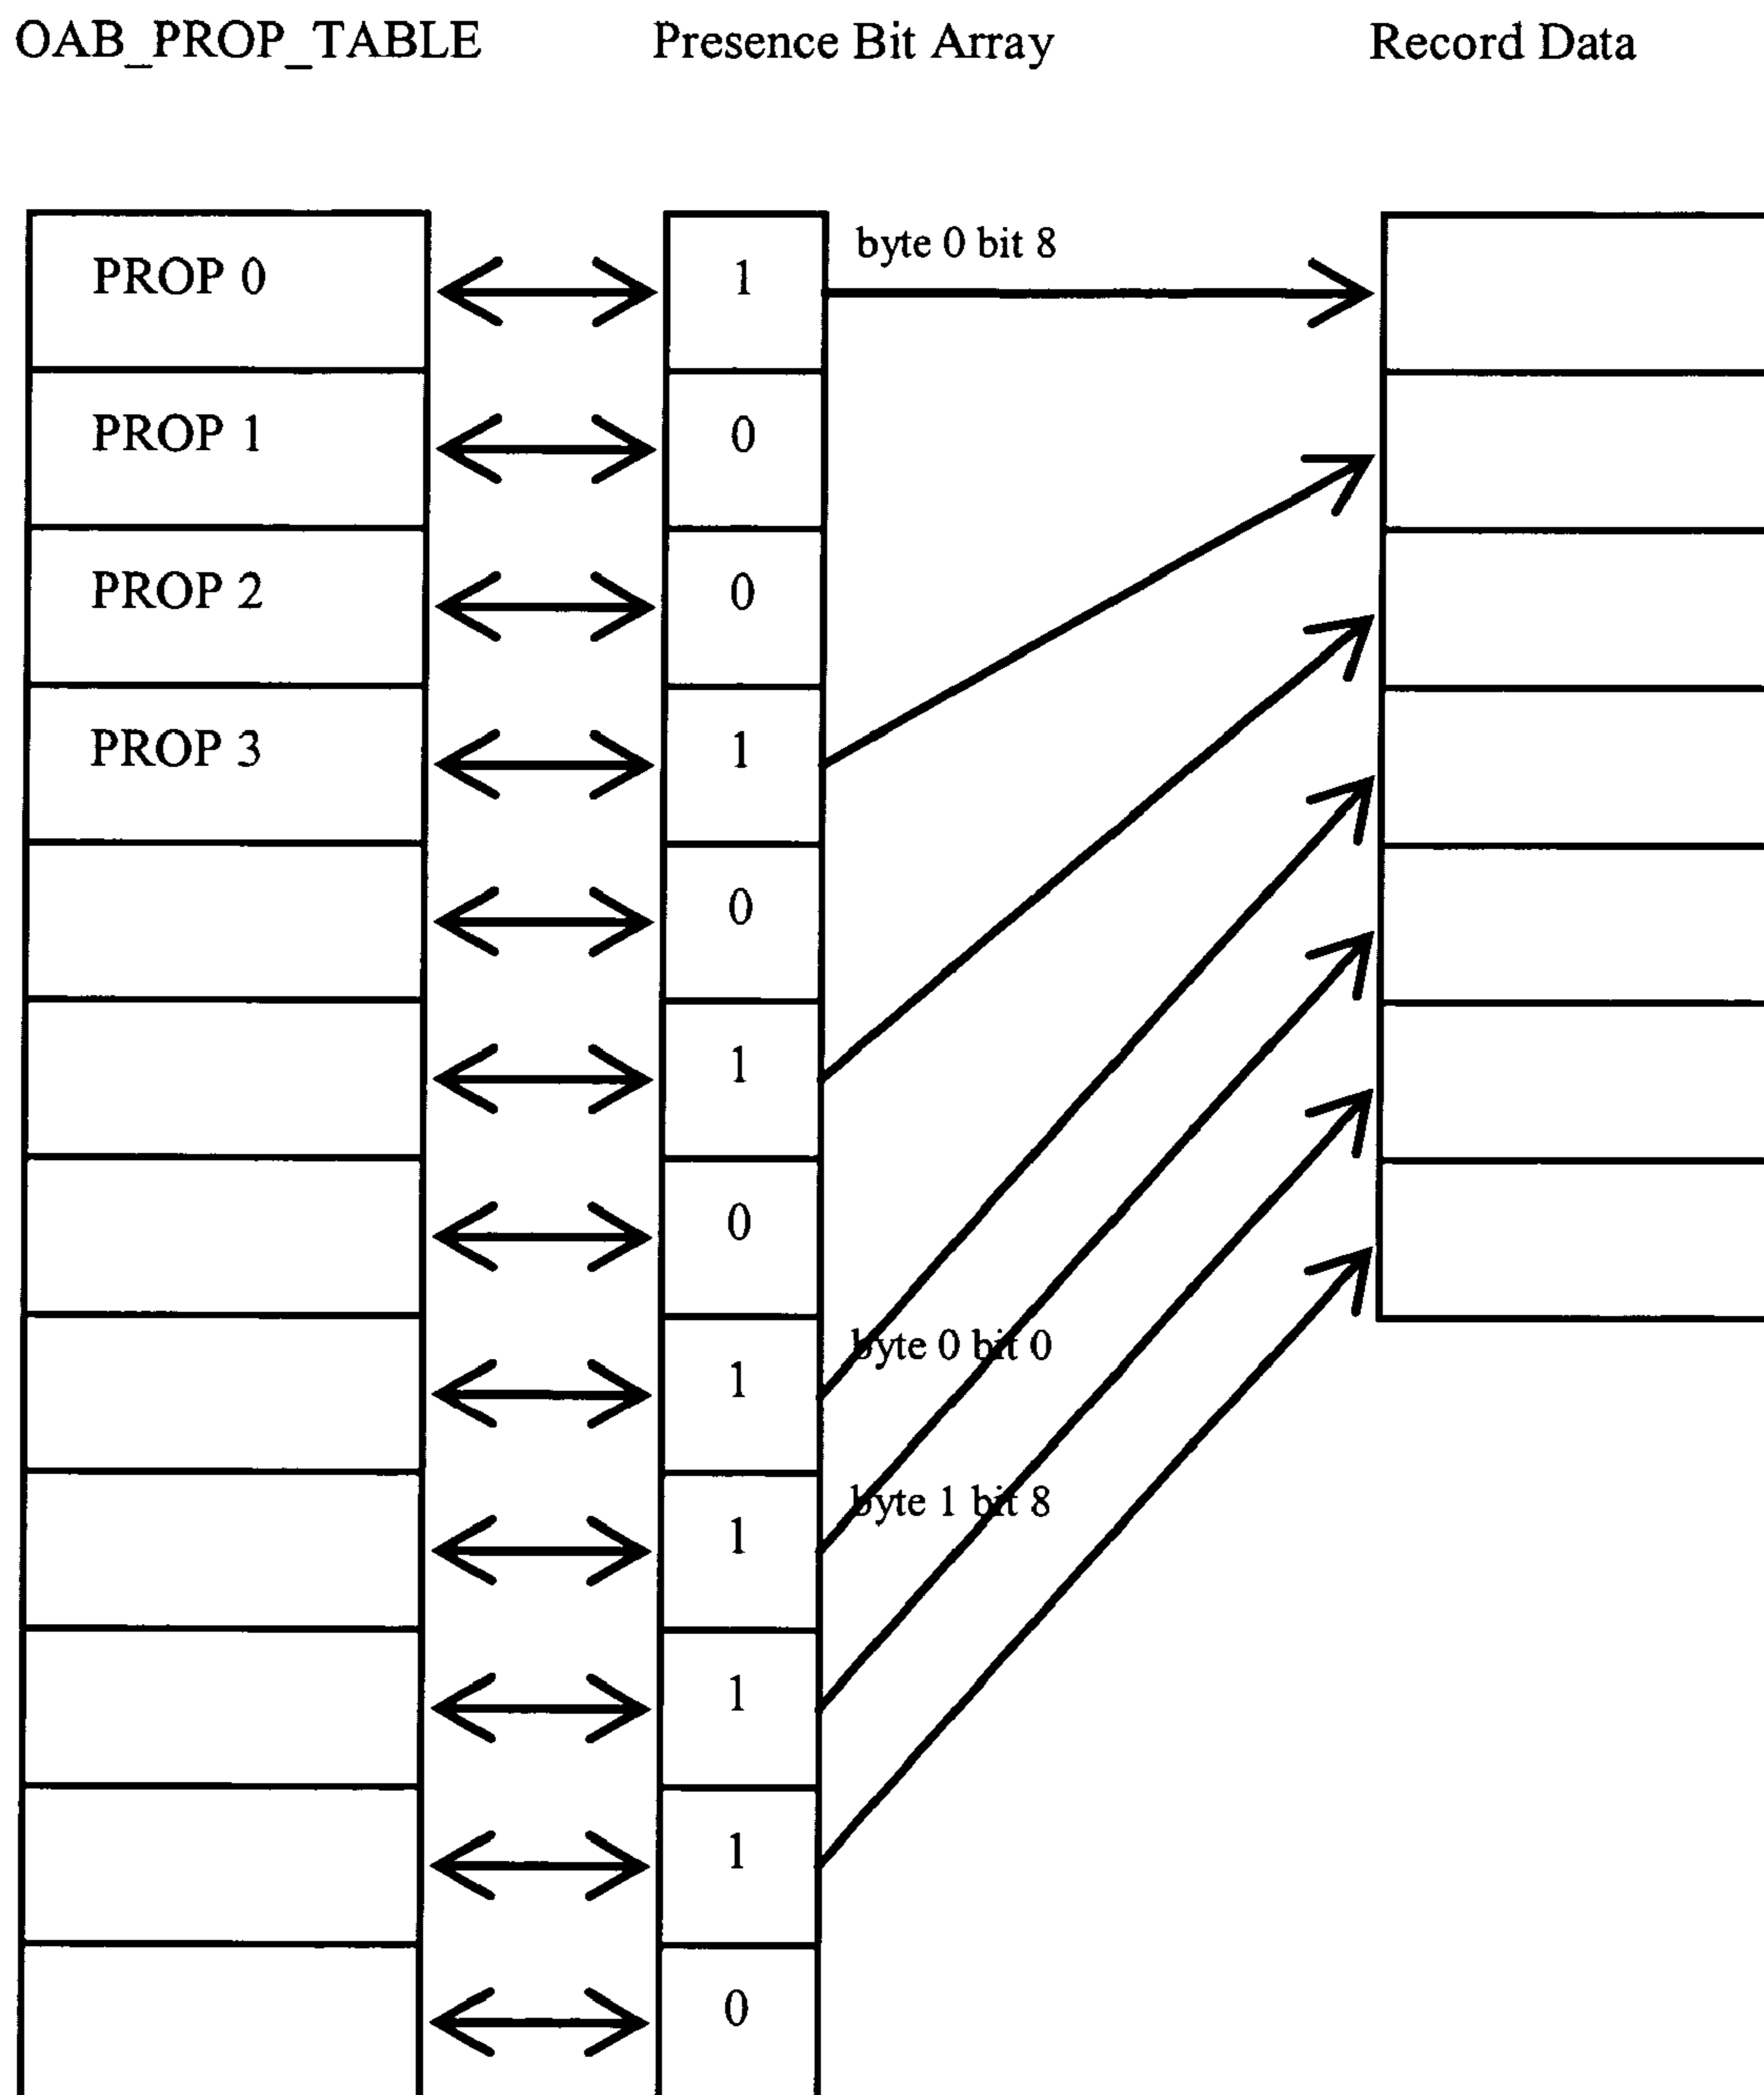 OAB_PROP_TABLE Presence Bit Array Record Data
PROP 0 1 byte 0 bit 8
PROP 1 0
PROP 2 0
PROP 3 1
0
1
0
1 byte 0 bit 0
1 byte 1 bit 8
1
1
0